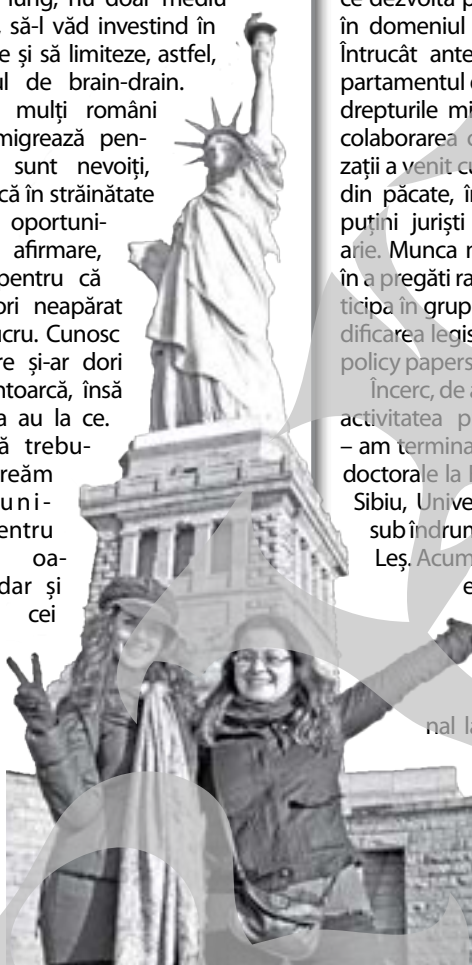 lung, nu doar mediu
să-l văd investind în
e și să limiteze, astfel,
ul de brain-drain.
mulți români
migrează pen-
sunt nevoiți,
că în străinătate
oportuni-
afirmare,
pentru că
ori neapărat
ucru. Cunosc
re și-ar dori
ntoarcă, însă
a au la ce.
ă trebu-
reăm
uni-
entru
oa-
dar și
cei
ce dezvolta p
în domeniul
Întrucât ante
partamentul
drepturile mi
colaborarea
zații a venit cu
din păcate, în
puțini juriști
arie. Munca
în a pregăti ra
ticipa în grup
dificarea legis
policy papers
Încerc, de a
activitatea p
– am termina
doctorale la
Sibiu, Unive
sub îndrum
Leș. Acum
e
nal la